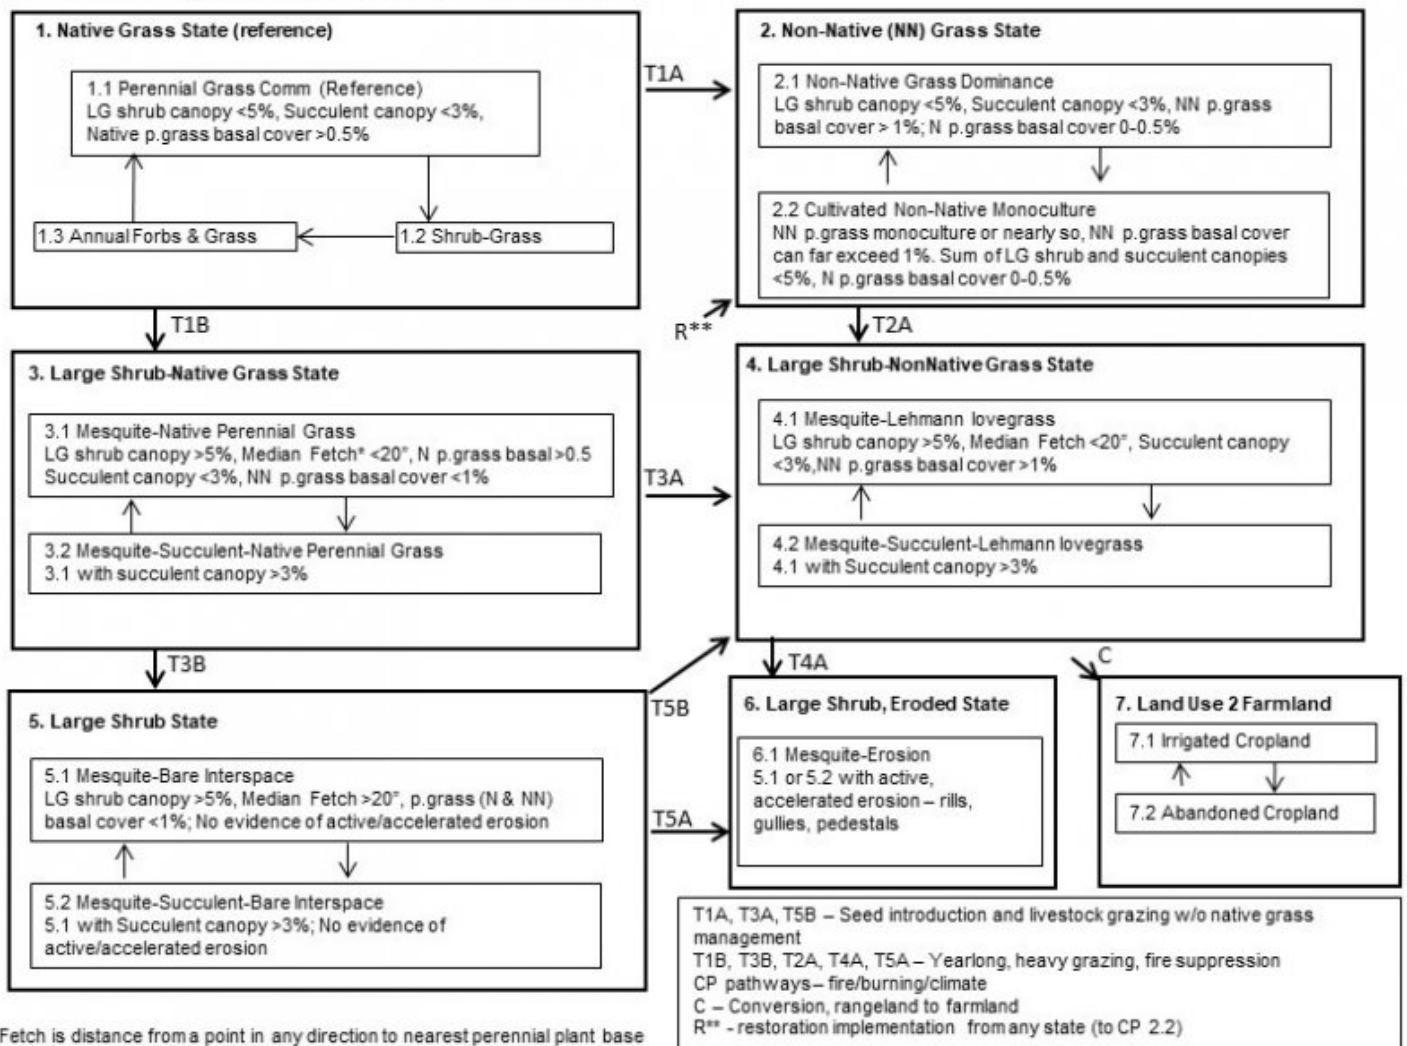 1. Native Grass State (reference)
1.1 Perennial Grass Comm (Reference)
LG shrub canopy <5%, Succulent canopy <3%,
Native p.grass basal cover >0.5%
1.3 Annual Forbs & Grass
1.2 Shrub-Grass
T1A
2. Non-Native (NN) Grass State
2.1 Non-Native Grass Dominance
LG shrub canopy <5%, Succulent canopy <3%, NN p.grass
basal cover > 1%; N p.grass basal cover 0-0.5%
2.2 Cultivated Non-Native Monoculture
NN p.grass monoculture or nearly so, NN p.grass basal cover
can far exceed 1%. Sum of LG shrub and succulent canopies
<5%, N p.grass basal cover 0-0.5%
T1B
R**
T2A
3. Large Shrub-Native Grass State
3.1 Mesquite-Native Perennial Grass
LG shrub canopy >5%, Median Fetch* <20", N p.grass basal >0.5
Succulent canopy <3%, NN p.grass basal cover <1%
3.2 Mesquite-Succulent-Native Perennial Grass
3.1 with succulent canopy >3%
T3A
4. Large Shrub-NonNative Grass State
4.1 Mesquite-Lehmann lovegrass
LG shrub canopy >5%, Median Fetch <20", Succulent canopy
<3%,NN p.grass basal cover >1%
4.2 Mesquite-Succulent-Lehmann lovegrass
4.1 with Succulent canopy >3%
T3B
T4A
C
5. Large Shrub State
5.1 Mesquite-Bare Interspace
LG shrub canopy >5%, Median Fetch >20", p.grass (N & NN)
basal cover <1%; No evidence of active/accelerated erosion
5.2 Mesquite-Succulent-Bare Interspace
5.1 with Succulent canopy >3%; No evidence of
active/accelerated erosion
T5B
T5A
6. Large Shrub, Eroded State
6.1 Mesquite-Erosion
5.1 or 5.2 with active,
accelerated erosion – rills,
gullies, pedestals
7. Land Use 2 Farmland
7.1 Irrigated Cropland
7.2 Abandoned Cropland
T1A, T3A, T5B – Seed introduction and livestock grazing w/o native grass
management
T1B, T3B, T2A, T4A, T5A – Yearlong, heavy grazing, fire suppression
CP pathways – fire/burning/climate
C – Conversion, rangeland to farmland
R** - restoration implementation from any state (to CP 2.2)
Fetch is distance from a point in any direction to nearest perennial plant base